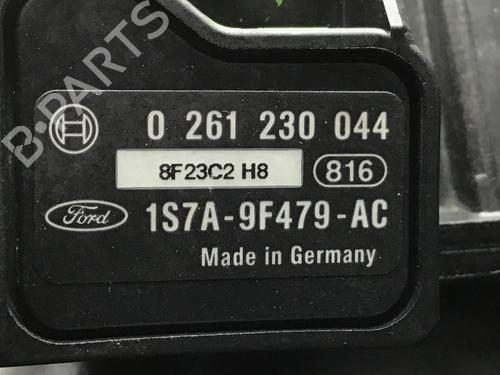 B-PARTS
0 261 230 044
8F23C2 H8 816
Ford 1S7A-9F479-AC
Made in Germany